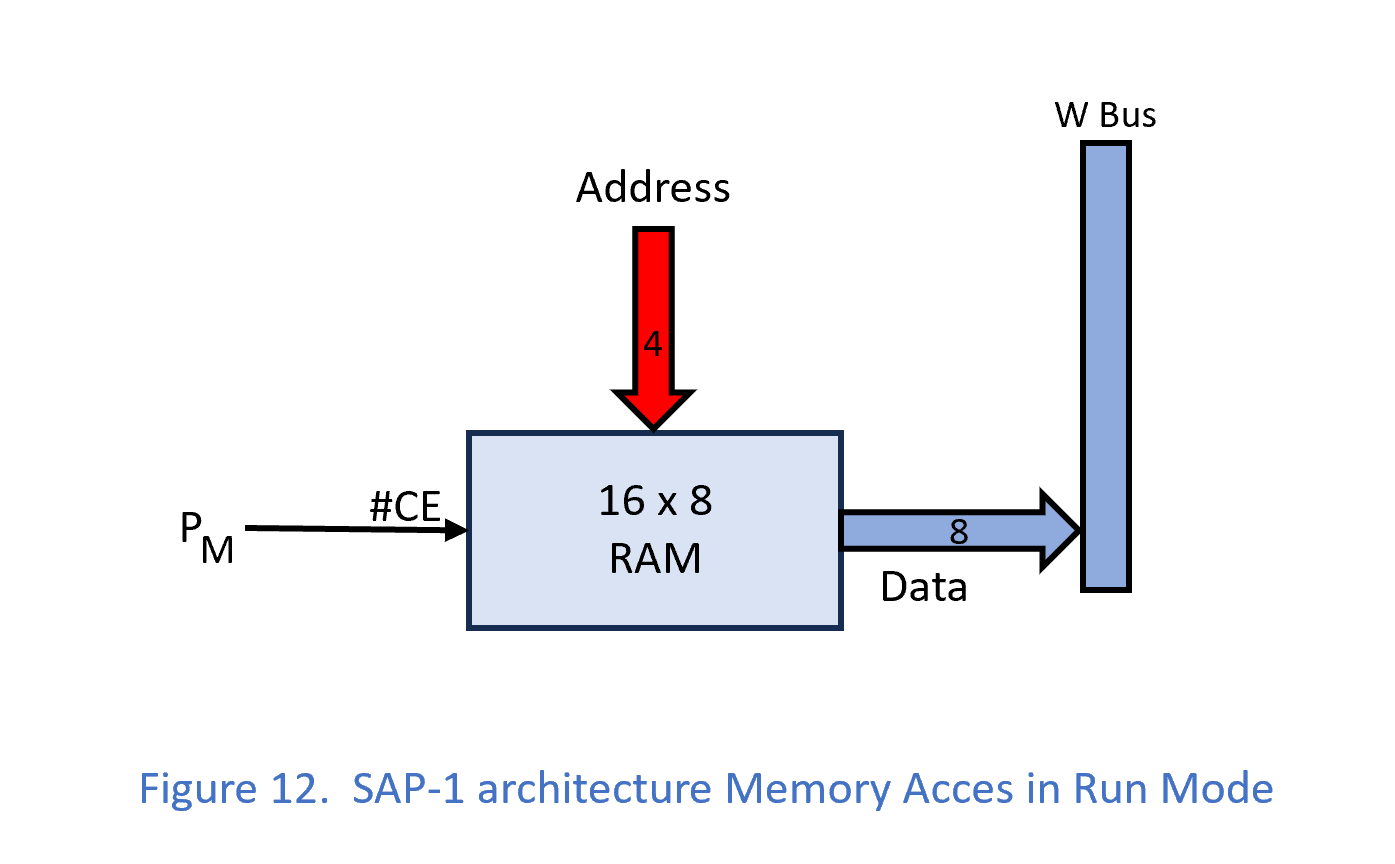 W Bus
Address
4
#CE
16 x 8
PM
8
RAM
Data
Figure 12.  SAP-1 architecture Memory Acces in Run Mode